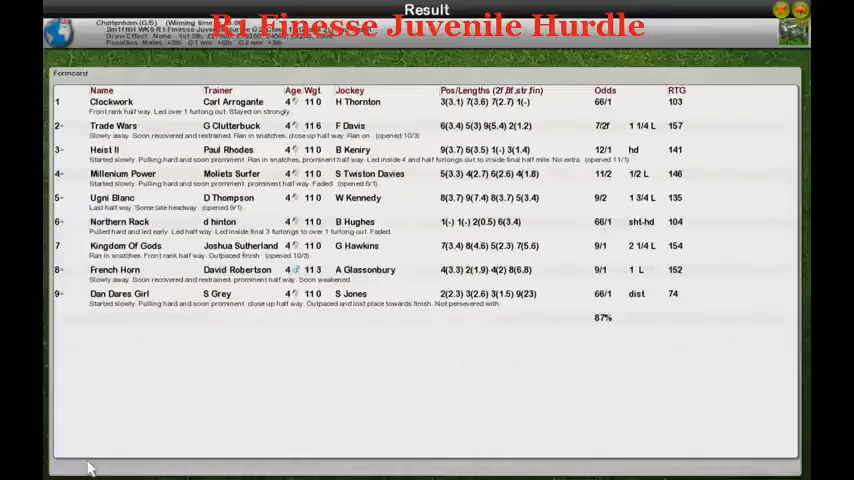 Result
R1 Finesse Juvenile Hurdle
Cheltenham (G/S) (Winning time
Formcard
Name Trainer Age Wgt Jockey Pos/Lengths (2f,8f,str,fin) Odds RTG
1 Clockwork Carl Arrogante 4 11 0 H Thornton 3(3.1) 7(3.6) 7(2.7) 1(-) 66/1 103
Front rank half way. Led over 1 furlong out. Stayed on strongly.
2 Trade Wars G Clutterbuck 4 11 6 F Davis 6(3.4) 5(3) 9(5.4) 2(1.2) 7/2f 1 1/4 L 157
Slowly away. Soon recovered and restrained. Ran in snatches, close up half way. Ran on. (opened 10/3)
3 Heist II Paul Rhodes 4 11 0 B Keniry 9(3.7) 6(3.5) 1(-) 3(1.4) 12/1 hd 141
Started slowly. Pulling hard and soon prominent. Ran in snatches, prominent half way. Led inside 4 and half furlongs out to inside final half mile. No extra (opened 11/1)
4 Millenium Power Moliets Surfer 4 11 0 S Twiston Davies 5(3.3) 4(2.7) 6(2.6) 4(1.8) 11/2 1/2 L 146
Started slowly. Pulling hard and soon prominent. prominent half way. Faded. (opened 6/1)
5 Ugni Blanc D Thompson 4 11 0 W Kennedy 8(3.7) 9(7.4) 8(3.7) 5(3.4) 9/2 1 3/4 L 135
Last half way. Some late headway (opened 9/1)
6 Northern Rack d hinton 4 11 0 B Hughes 1(-) 1(-) 2(0.5) 6(3.4) 66/1 sht-hd 104
Pulled hard and led early. Led half way. Led inside final 3 furlongs to over 1 furlong out. Faded.
7 Kingdom Of Gods Joshua Sutherland 4 11 0 G Hawkins 7(3.4) 8(4.6) 5(2.3) 7(5.6) 9/1 2 1/4 L 154
Ran in snatches. Front rank half way. Outpaced finish (opened 10/3)
8 French Horn David Robertson 4 11 3 A Glassonbury 4(3.3) 2(1.9) 4(2) 8(6.8) 9/1 1 L 152
Slowly away. Soon recovered and restrained. prominent half way. Soon weakened
9 Dan Dares Girl S Grey 4 11 0 S Jones 2(2.3) 3(2.6) 3(1.5) 9(23) 66/1 dist 74
Started slowly. Pulling hard and soon prominent. close up half way. Outpaced and lost place towards finish. Not persevered with.
87%